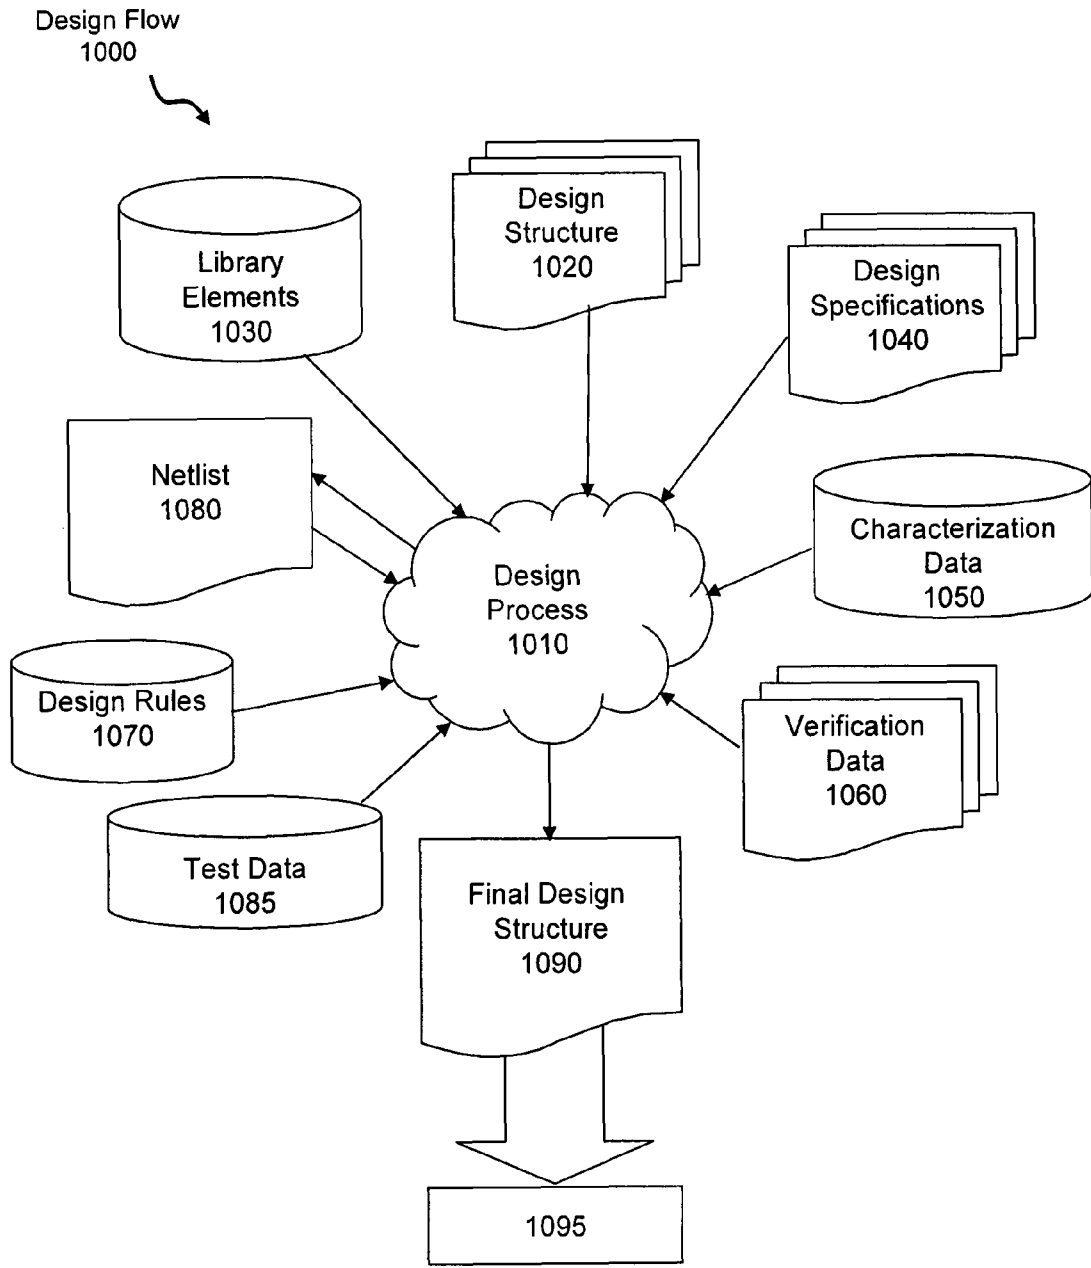 Design Flow
1000
Library
Elements
1030
Design
Structure
1020
Design
Specifications
1040
Netlist
1080
Design
Process
1010
Characterization
Data
1050
Design Rules
1070
Verification
Data
1060
Test Data
1085
Final Design
Structure
1090
1095